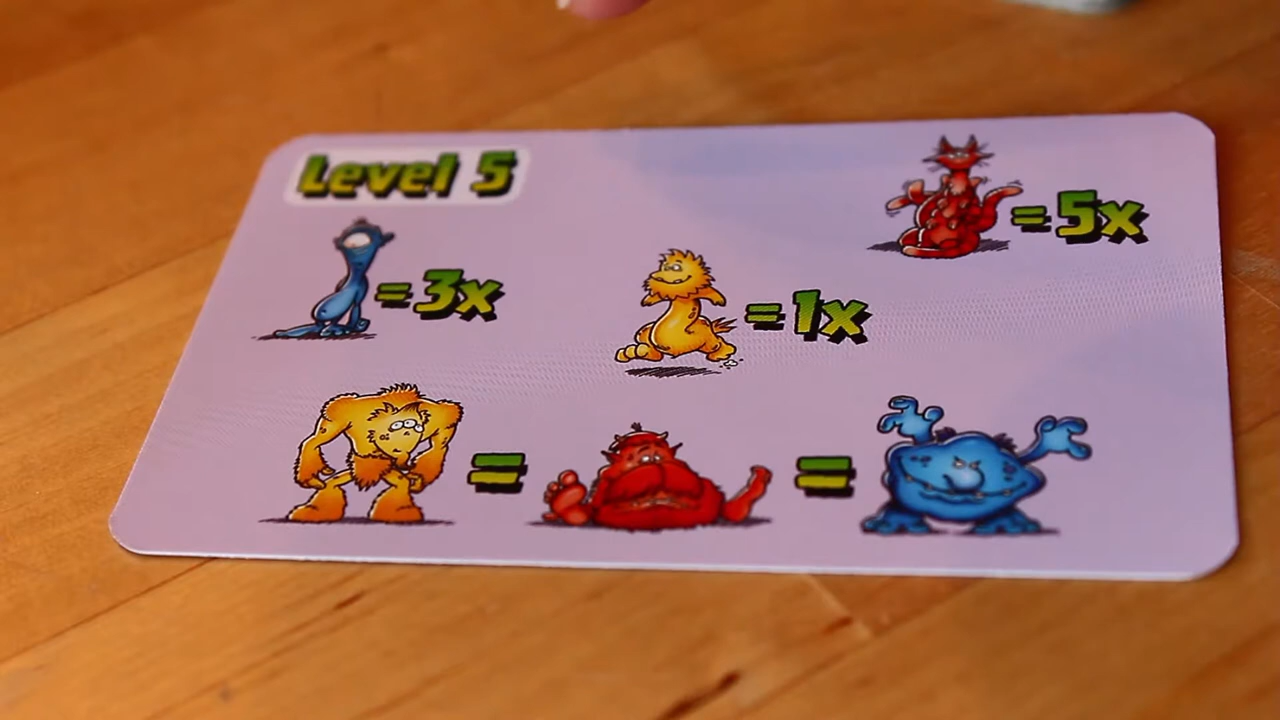 Level 5
= 5x
= 3x
= 1x
= =